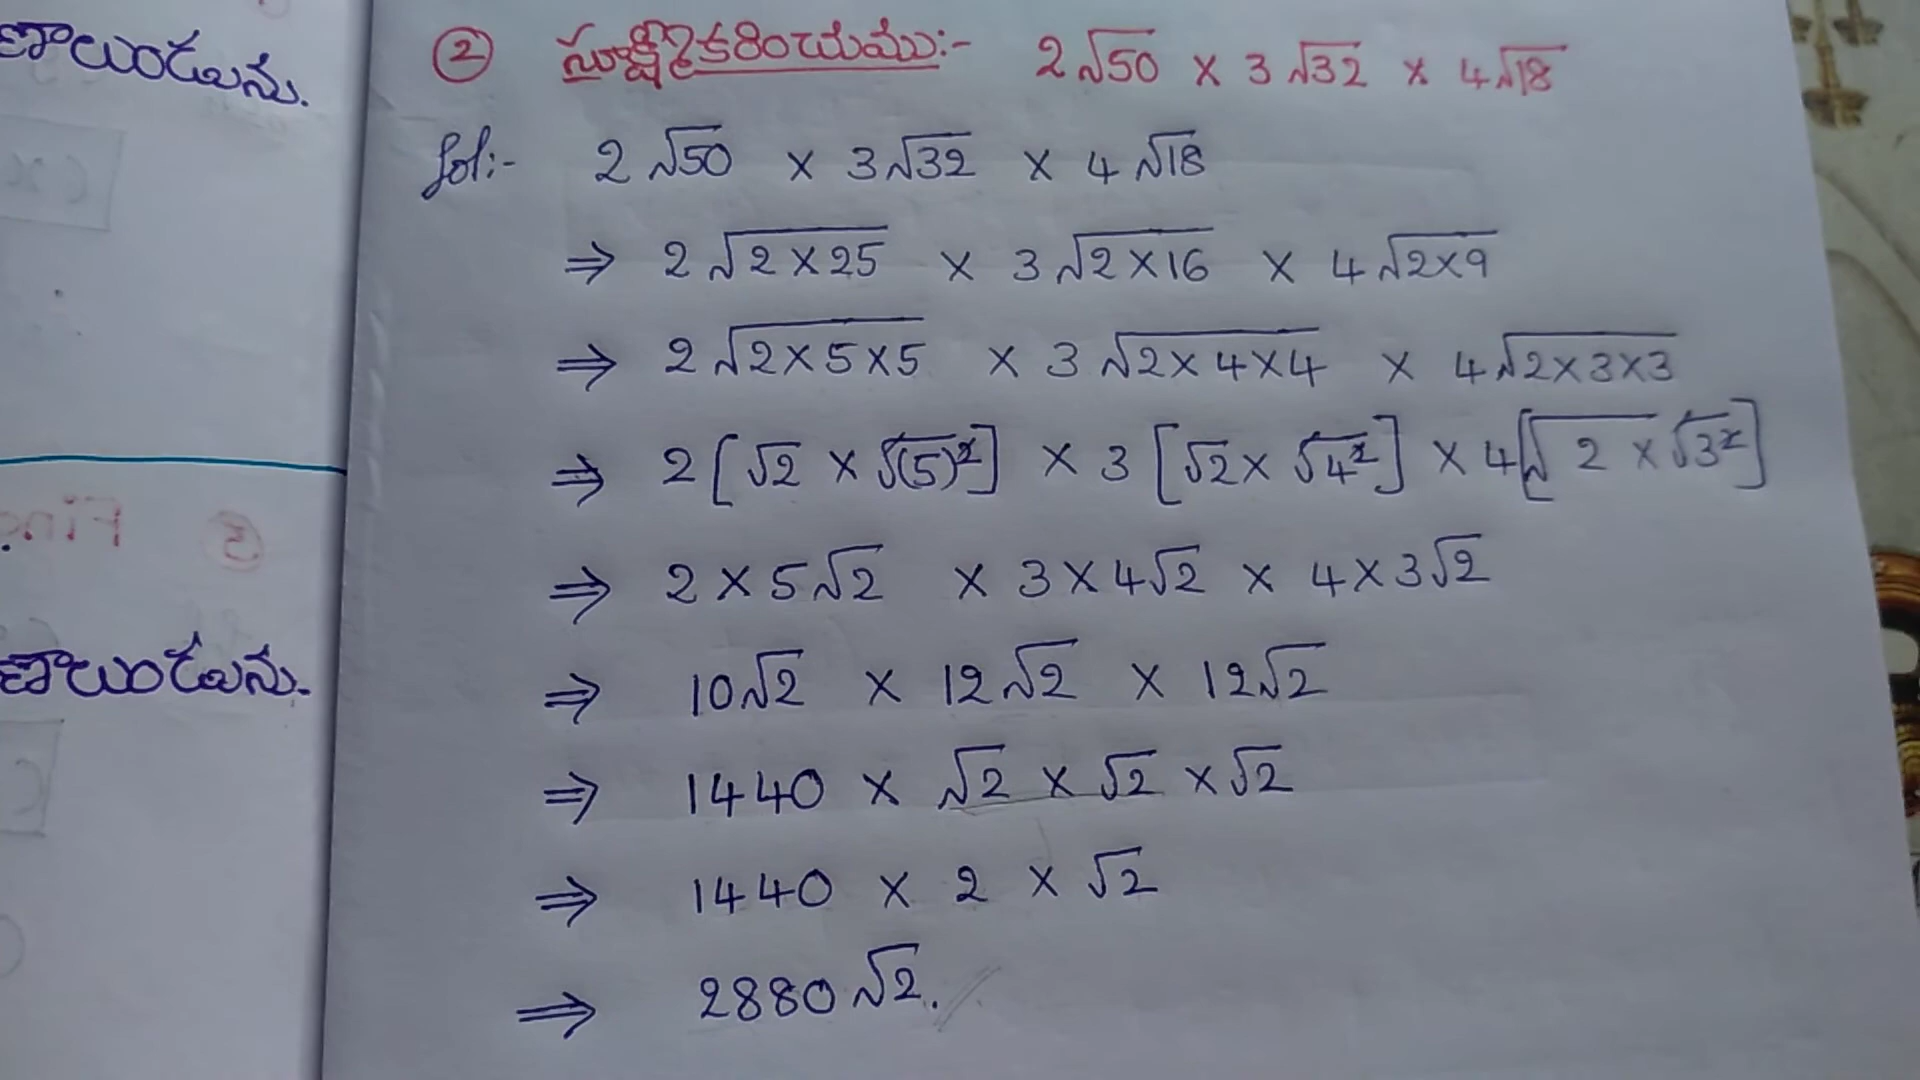 ణాలుండును.
② సూక్ష్మీకరించుము:- 2√50 × 3√32 × 4√18
Sol:- 2√50 × 3√32 × 4√18
⇒ 2√2×25 × 3√2×16 × 4√2×9
⇒ 2√2×5×5 × 3√2×4×4 × 4√2×3×3
⇒ 2[√2 × √(5)²] × 3[√2 × √4²] × 4[√2 × √3²]
⇒ 2×5√2 × 3×4√2 × 4×3√2
ణాలుండును.
⇒ 10√2 × 12√2 × 12√2
⇒ 1440 × √2 × √2 × √2
⇒ 1440 × 2 × √2
⇒ 2880√2.